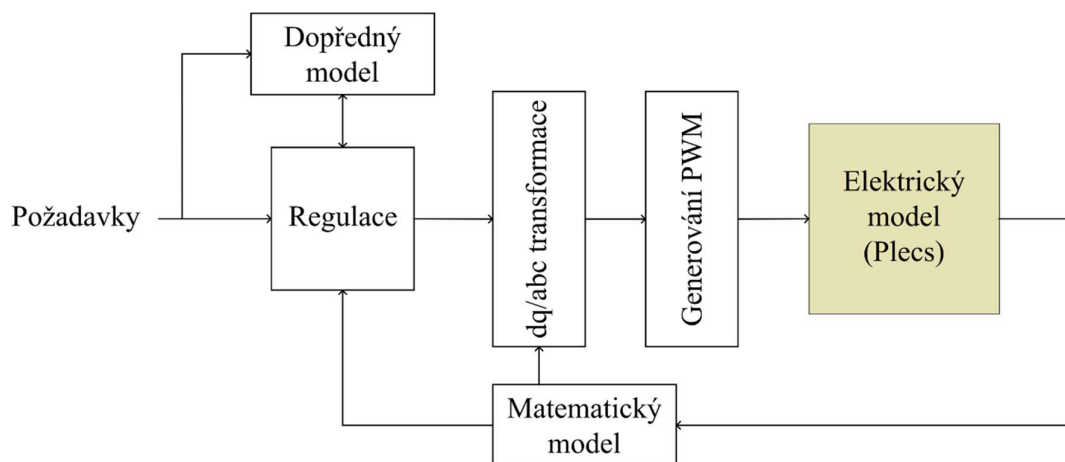 Dopředný
model
Požadavky
Regulace
dq/abc transformace
Generování PWM
Elektrický
model
(Plecs)
Matematický
model